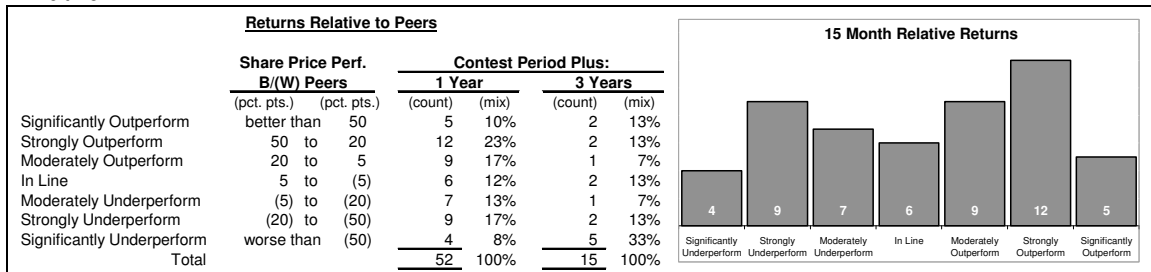 Returns Relative to Peers
Share Price Perf. Contest Period Plus:
B/(W) Peers 1 Year 3 Years
(pct. pts.) (pct. pts.) (count) (mix) (count) (mix)
Significantly Outperform better than 50 5 10% 2 13%
Strongly Outperform 50 to 20 12 23% 2 13%
Moderately Outperform 20 to 5 9 17% 1 7%
In Line 5 to (5) 6 12% 2 13%
Moderately Underperform (5) to (20) 7 13% 1 7%
Strongly Underperform (20) to (50) 9 17% 2 13%
Significantly Underperform worse than (50) 4 8% 5 33%
Total 52 100% 15 100%
15 Month Relative Returns
4 9 7 6 9 12 5
Significantly Strongly Moderately In Line Moderately Strongly Significantly
Underperform Underperform Underperform Outperform Outperform Outperform